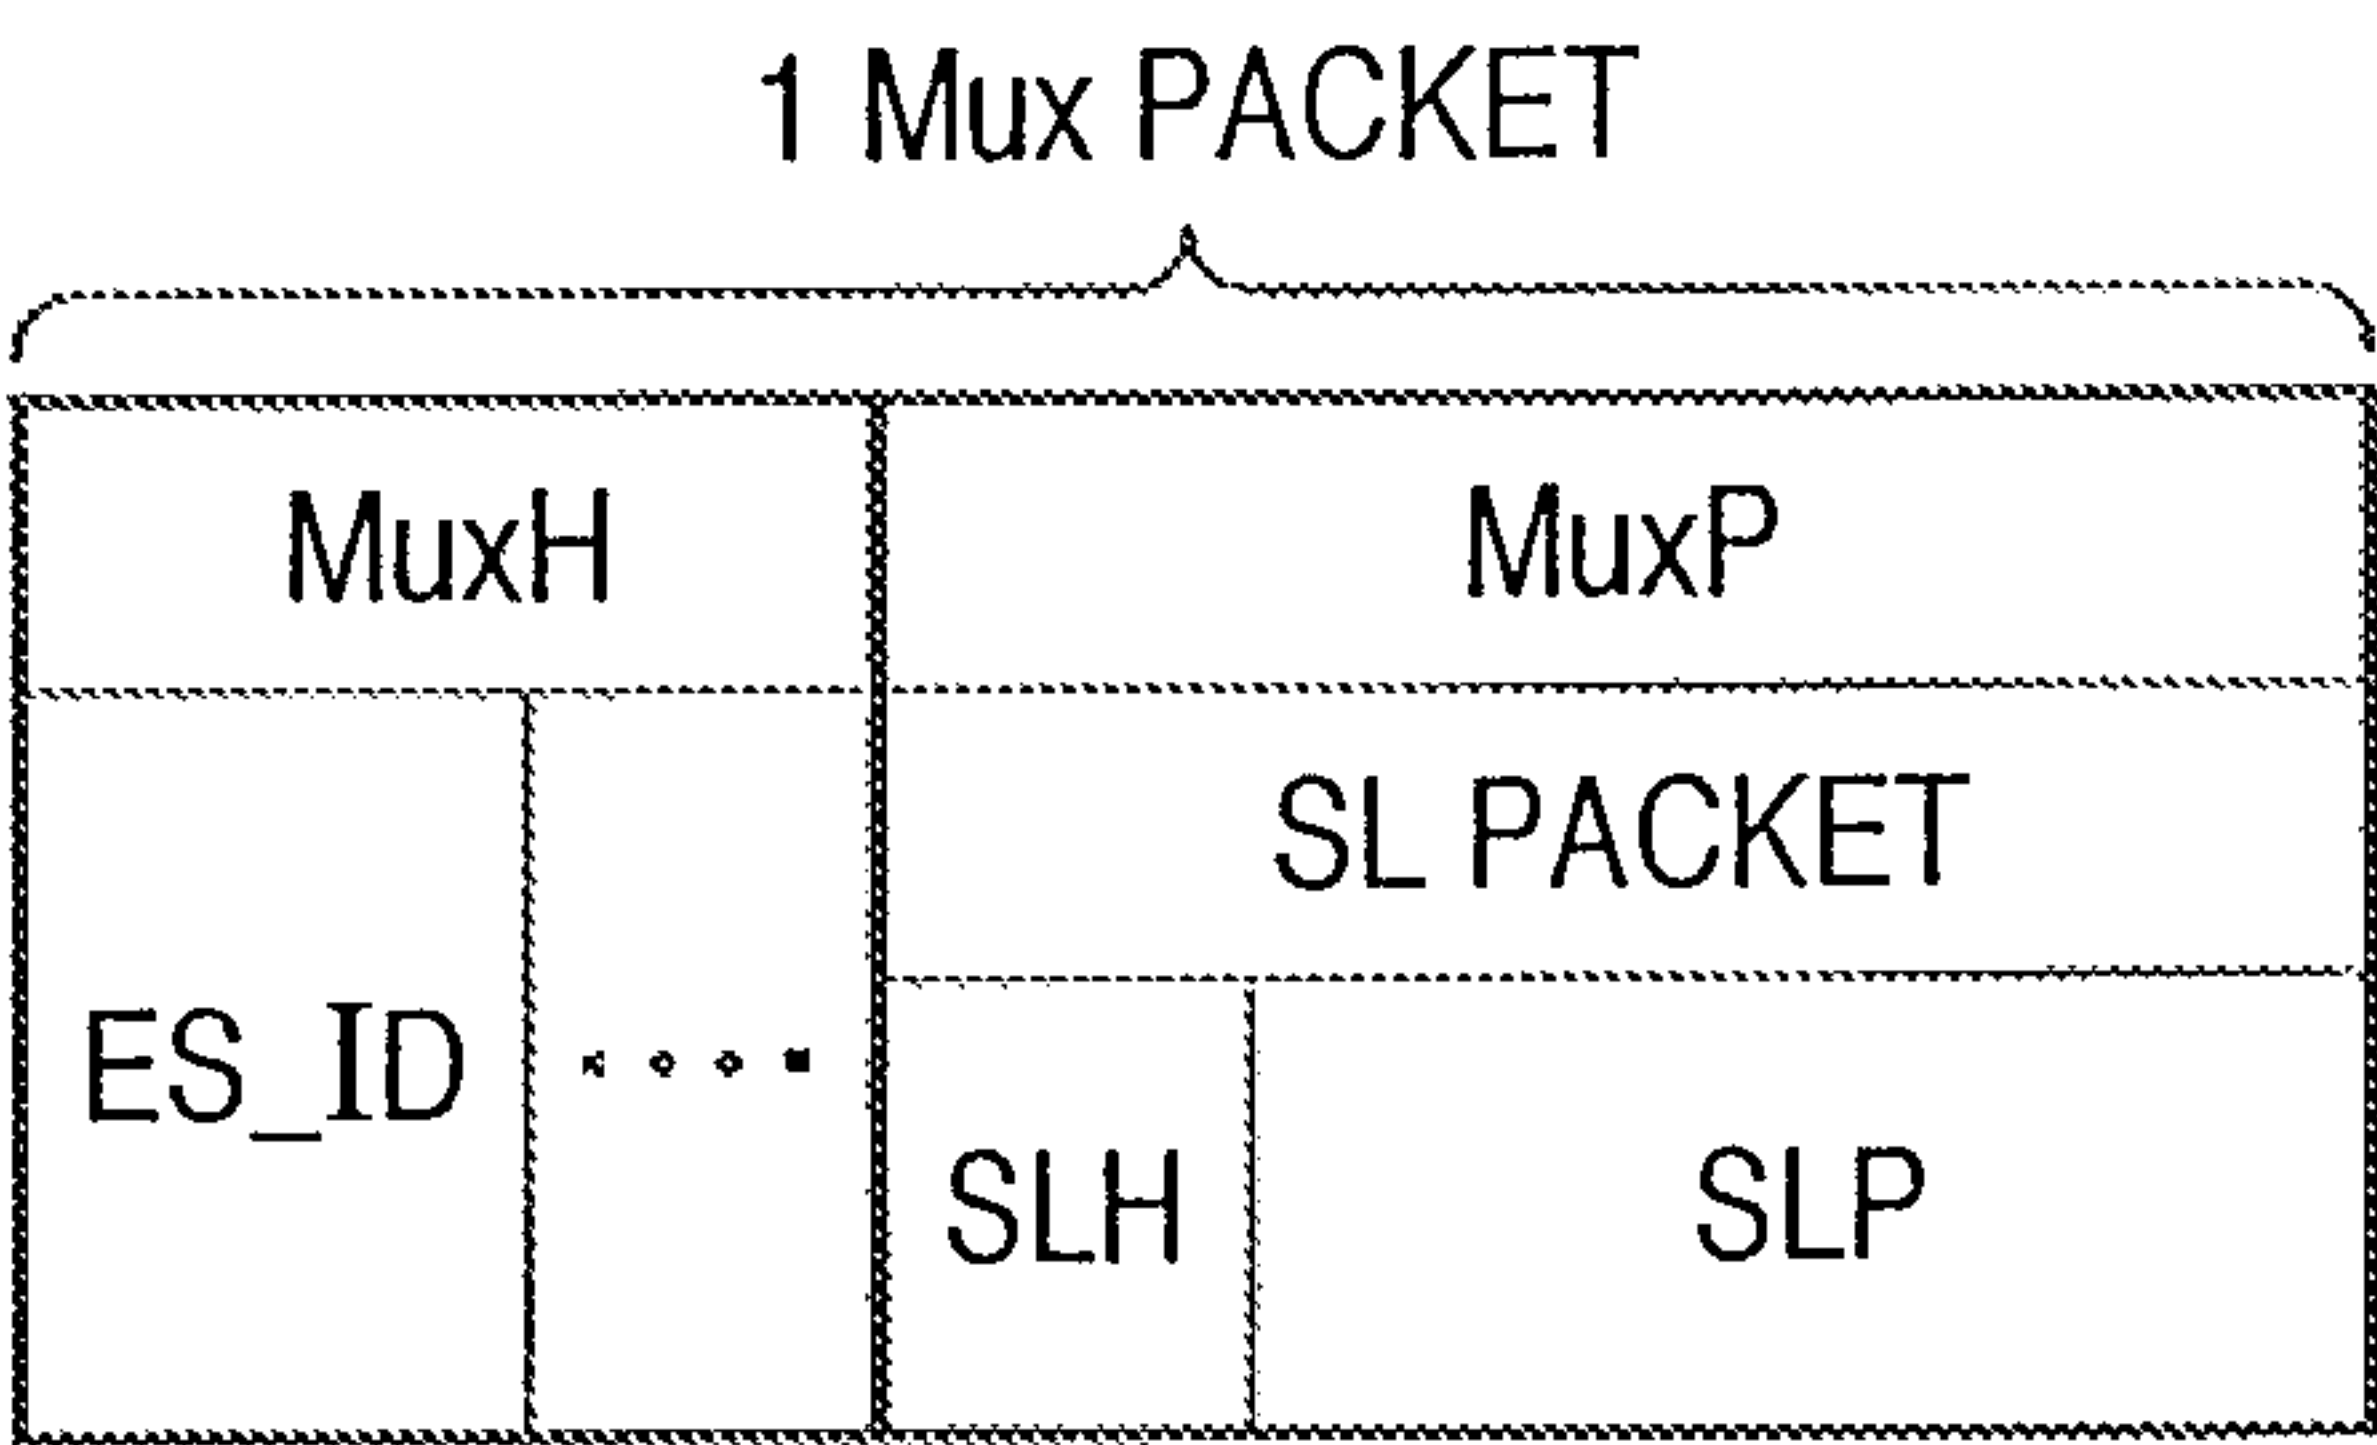 1 Mux PACKET
MuxH MuxP
SL PACKET
ES_ID ....
SLH SLP